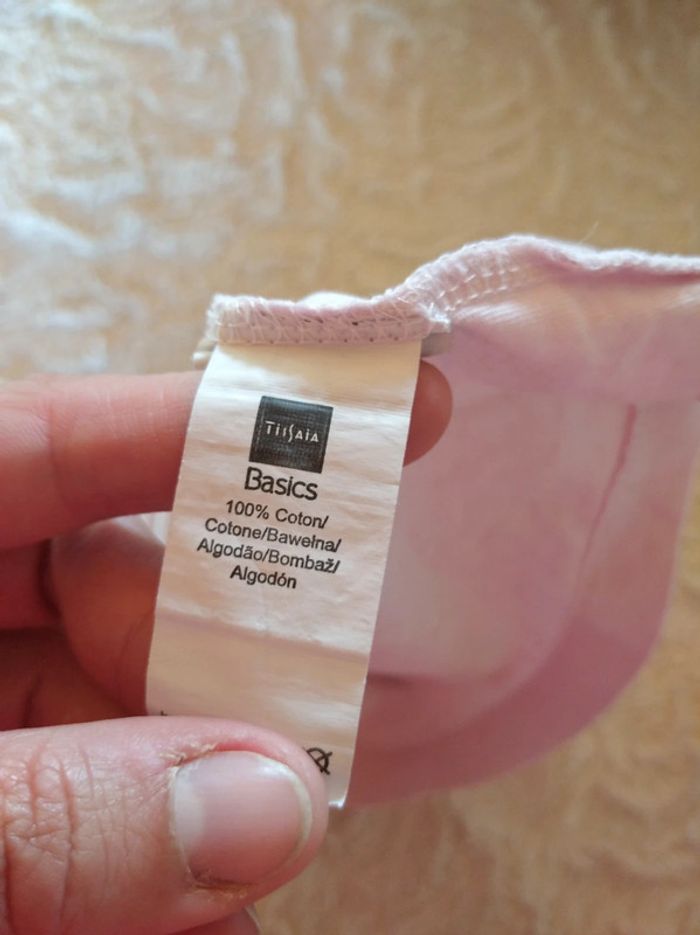 TISSAIA
Basics
100% Coton/
Cotone/Bawełna/
Algodão/Bombaž/
Algodón